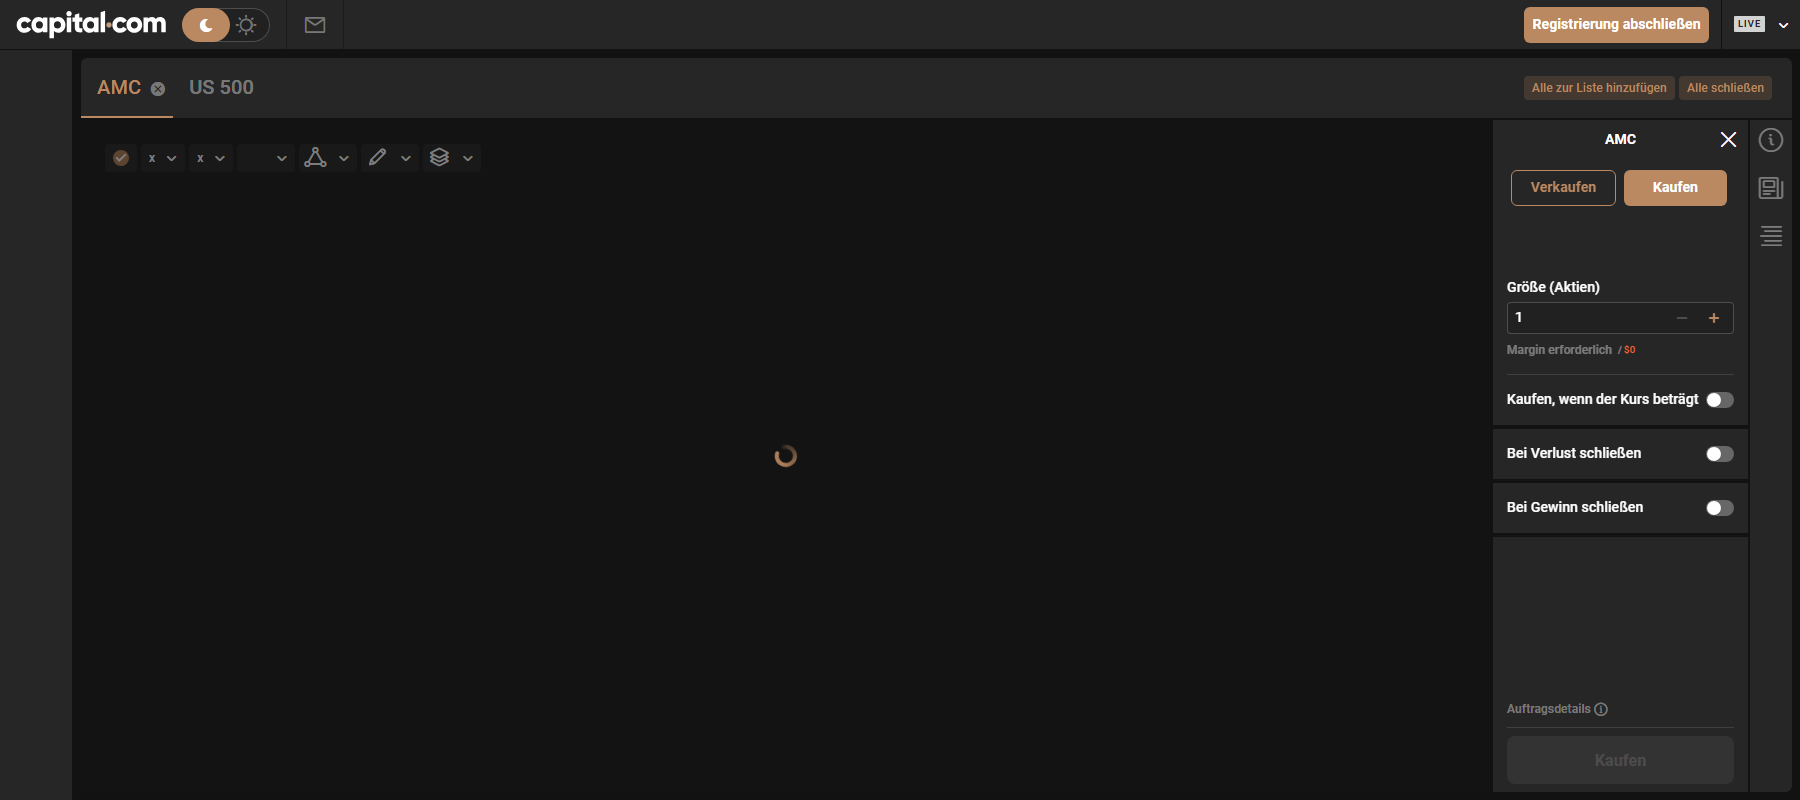 capital.com
Registrierung abschließen
LIVE
AMC
US 500
Alle zur Liste hinzufügen
Alle schließen
x
x
AMC
Verkaufen
Kaufen
Größe (Aktien)
1
Margin erforderlich / $0
Kaufen, wenn der Kurs beträgt
Bei Verlust schließen
Bei Gewinn schließen
Auftragsdetails
Kaufen